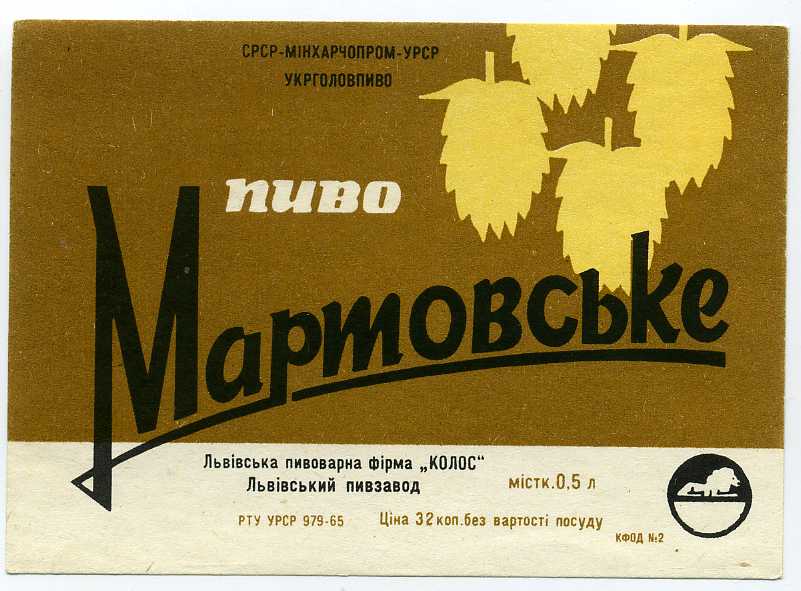 СРСР-МІНХАРЧОПРОМ-УРСР
УКРГОЛОВПИВО
пиво
Мартовське
Львівська пивоварна фірма „КОЛОС“
Львівський пивзавод
містк.0,5 л
РТУ УРСР 979-65 Ціна 32 коп.без вартості посуду
КФОД №2